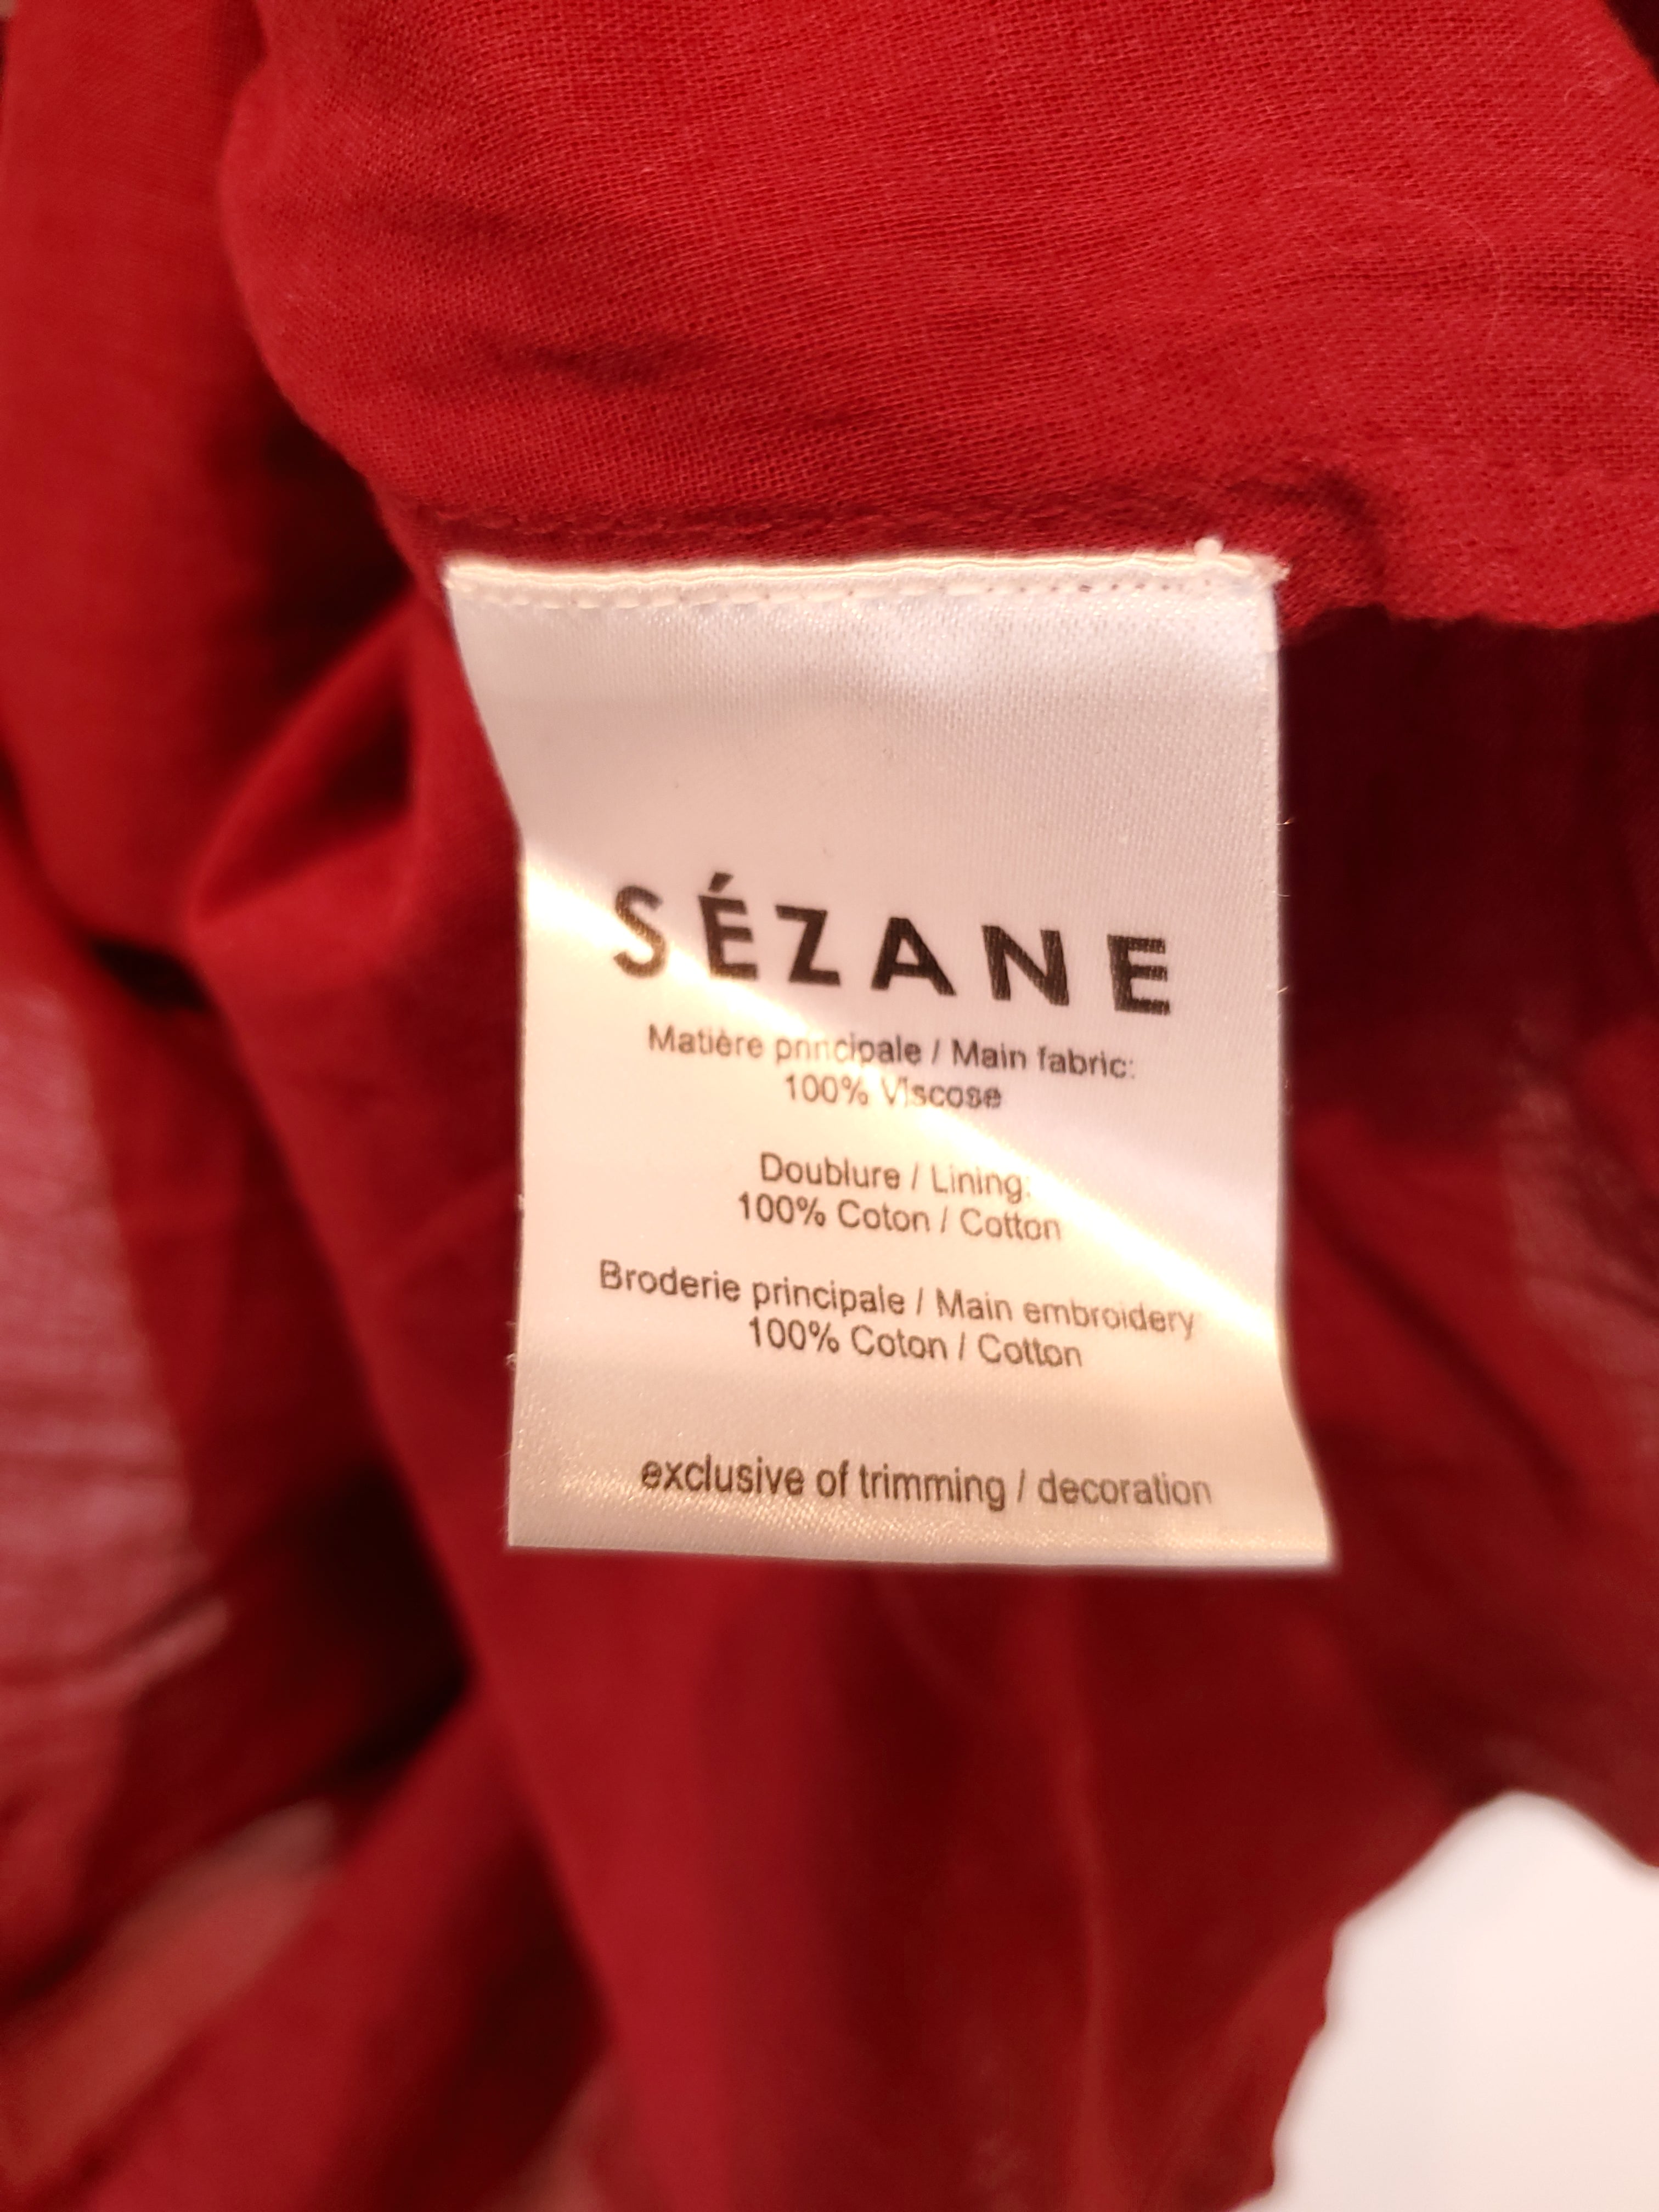 SÉZANE
Matière principale / Main fabric:
100% Viscose
Doublure / Lining:
100% Coton / Cotton
Broderie principale / Main embroidery
100% Coton / Cotton
exclusive of trimming / decoration